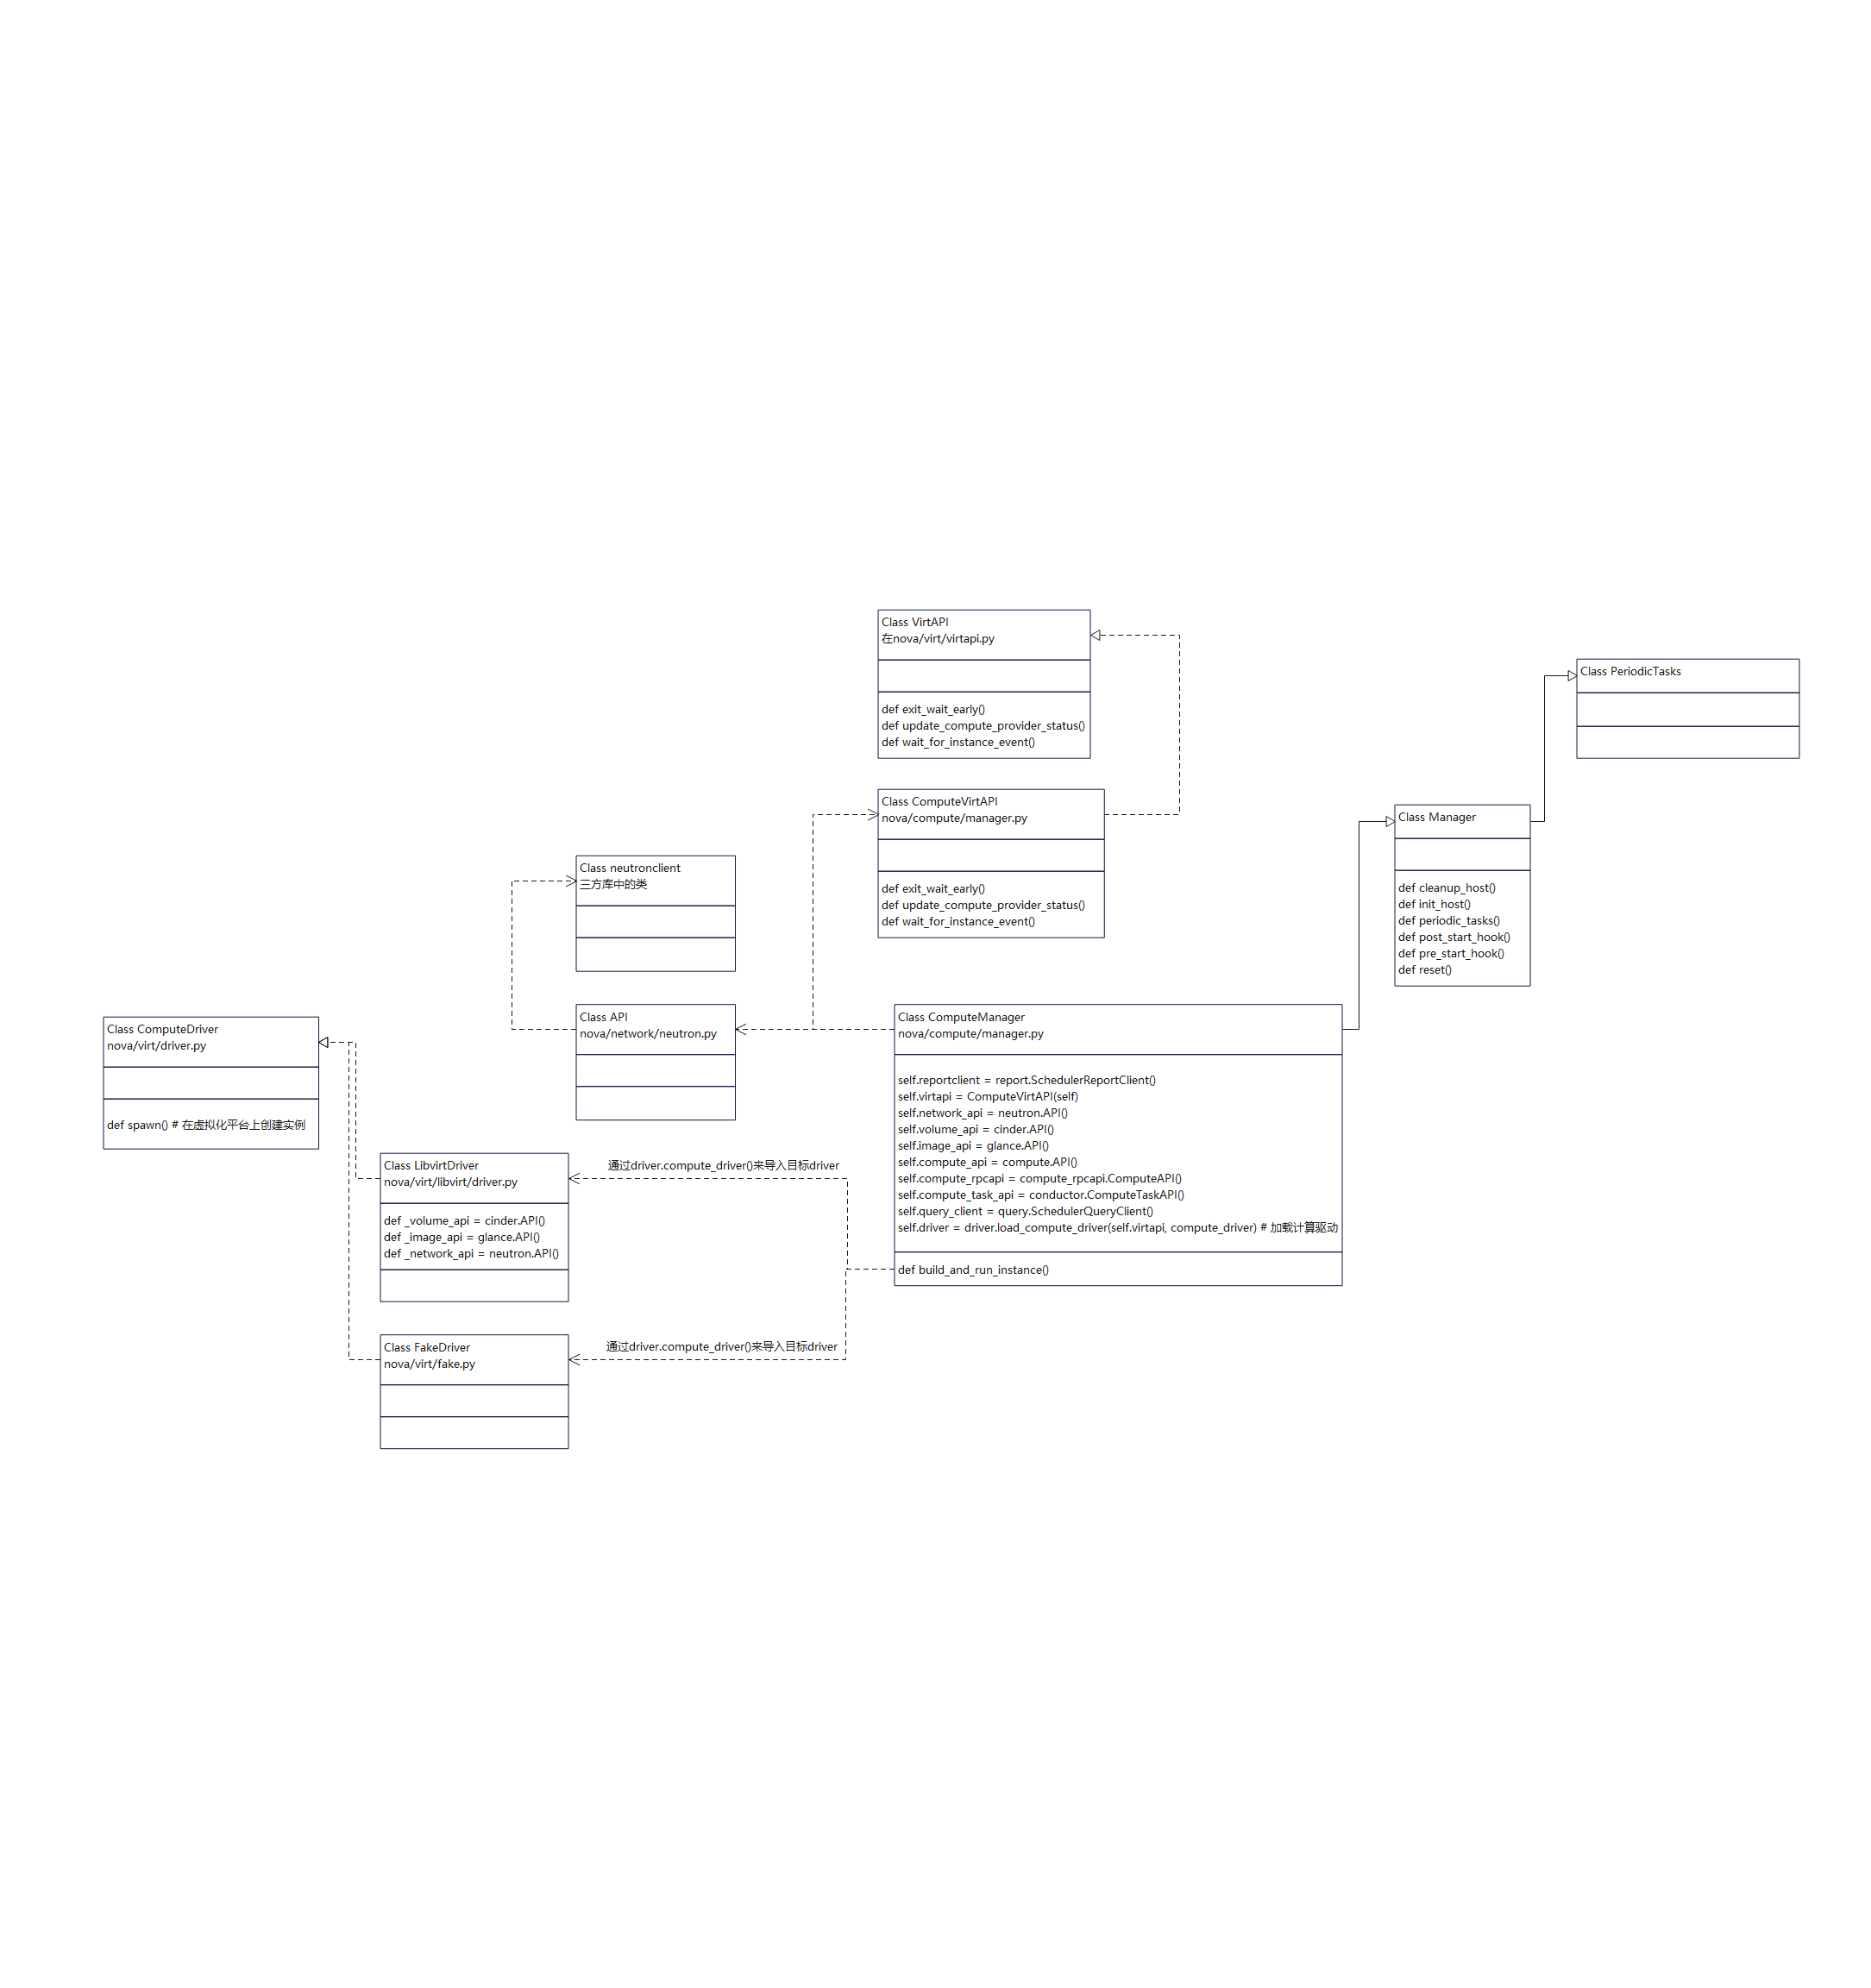 Class VirtAPI
在nova/virt/virtapi.py
def exit_wait_early()
def update_compute_provider_status()
def wait_for_instance_event()
Class PeriodicTasks
Class ComputeVirtAPI
nova/compute/manager.py
def exit_wait_early()
def update_compute_provider_status()
def wait_for_instance_event()
Class Manager
def cleanup_host()
def init_host()
def periodic_tasks()
def post_start_hook()
def pre_start_hook()
def reset()
Class neutronclient
三方库中的类
Class API
nova/network/neutron.py
Class ComputeManager
nova/compute/manager.py
self.reportclient = report.SchedulerReportClient()
self.virtapi = ComputeVirtAPI(self)
self.network_api = neutron.API()
self.volume_api = cinder.API()
self.image_api = glance.API()
self.compute_api = compute.API()
self.compute_rpcapi = compute_rpcapi.ComputeAPI()
self.compute_task_api = conductor.ComputeTaskAPI()
self.query_client = query.SchedulerQueryClient()
self.driver = driver.load_compute_driver(self.virtapi, compute_driver) # 加载计算驱动
def build_and_run_instance()
Class ComputeDriver
nova/virt/driver.py
def spawn() # 在虚拟化平台上创建实例
Class LibvirtDriver
nova/virt/libvirt/driver.py
def _volume_api = cinder.API()
def _image_api = glance.API()
def _network_api = neutron.API()
通过driver.compute_driver()来导入目标driver
Class FakeDriver
nova/virt/fake.py
通过driver.compute_driver()来导入目标driver